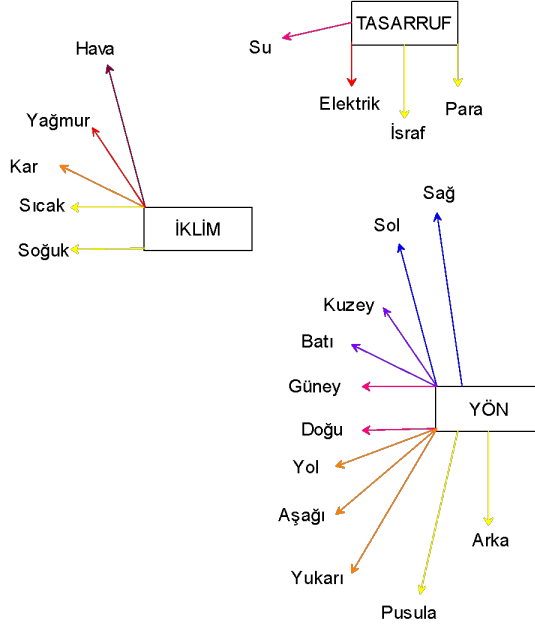 TASARRUF
Su
Elektrik
İsraf
Para
Hava
Yağmur
Kar
Sıcak
Soğuk
İKLİM
Sağ
Sol
Kuzey
Batı
Güney
Doğu
Yol
Aşağı
Yukarı
Pusula
Arka
YÖN